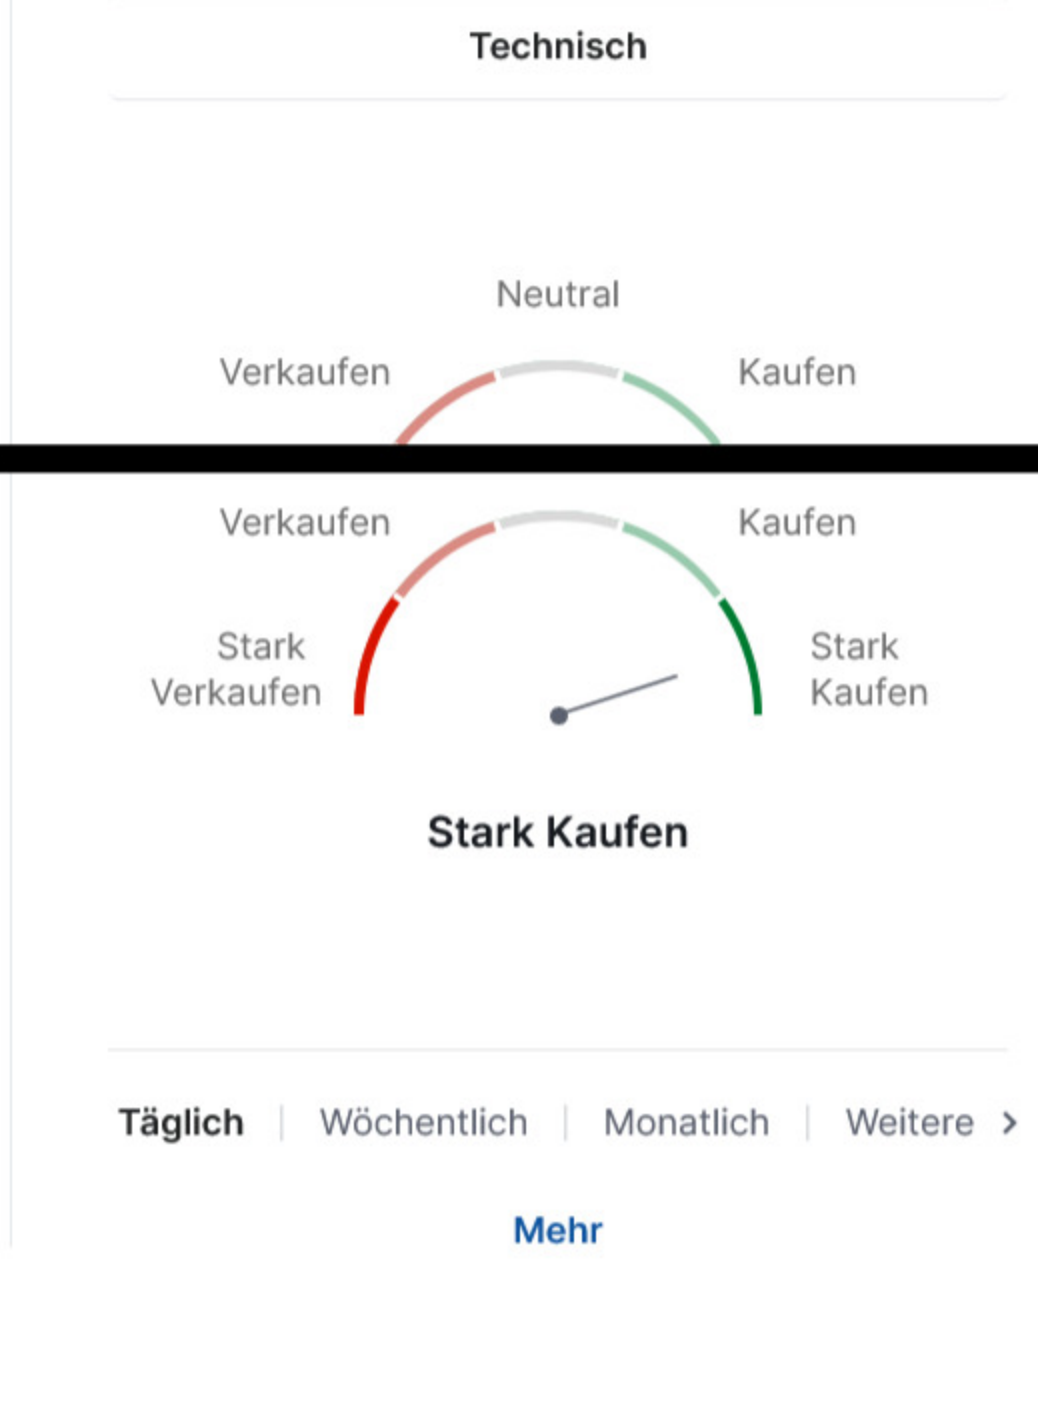 Technisch
Neutral
Verkaufen
Kaufen
Verkaufen
Kaufen
Stark
Verkaufen
Stark
Kaufen
Stark Kaufen
Täglich
Wöchentlich
Monatlich
Weitere
Mehr